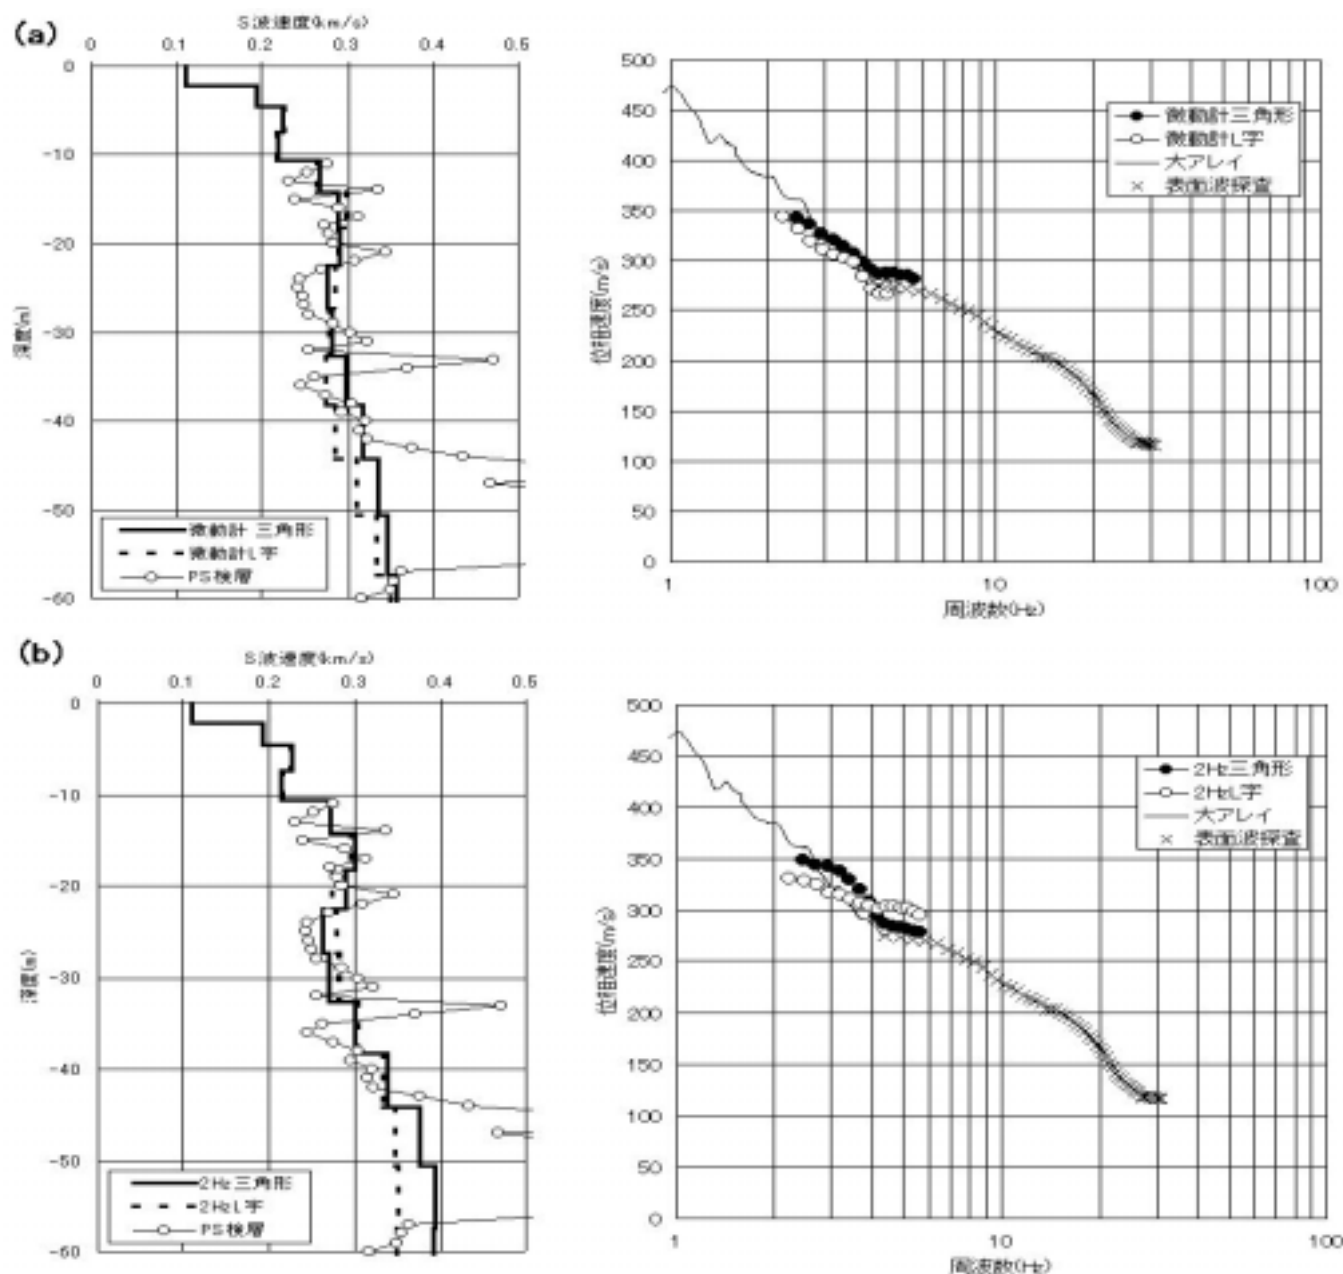 (a)
S波速度(km/s)
0 0.1 0.2 0.3 0.4 0.5
0
-10
-20
-30
-40
-50
-60
深度(m)
微動計 三角形
微動計L字
PS検層
500
450
400
350
300
250
200
150
100
50
0
位相速度(m/s)
微動計三角形
微動計L字
大アレイ
表面波探査
1 10 100
周波数(Hz)
(b)
S波速度(km/s)
0 0.1 0.2 0.3 0.4 0.5
0
-10
-20
-30
-40
-50
-60
深度(m)
2Hz三角形
2HzL字
PS検層
500
450
400
350
300
250
200
150
100
50
0
位相速度(m/s)
2Hz三角形
2HzL字
大アレイ
表面波探査
1 10 100
周波数(Hz)